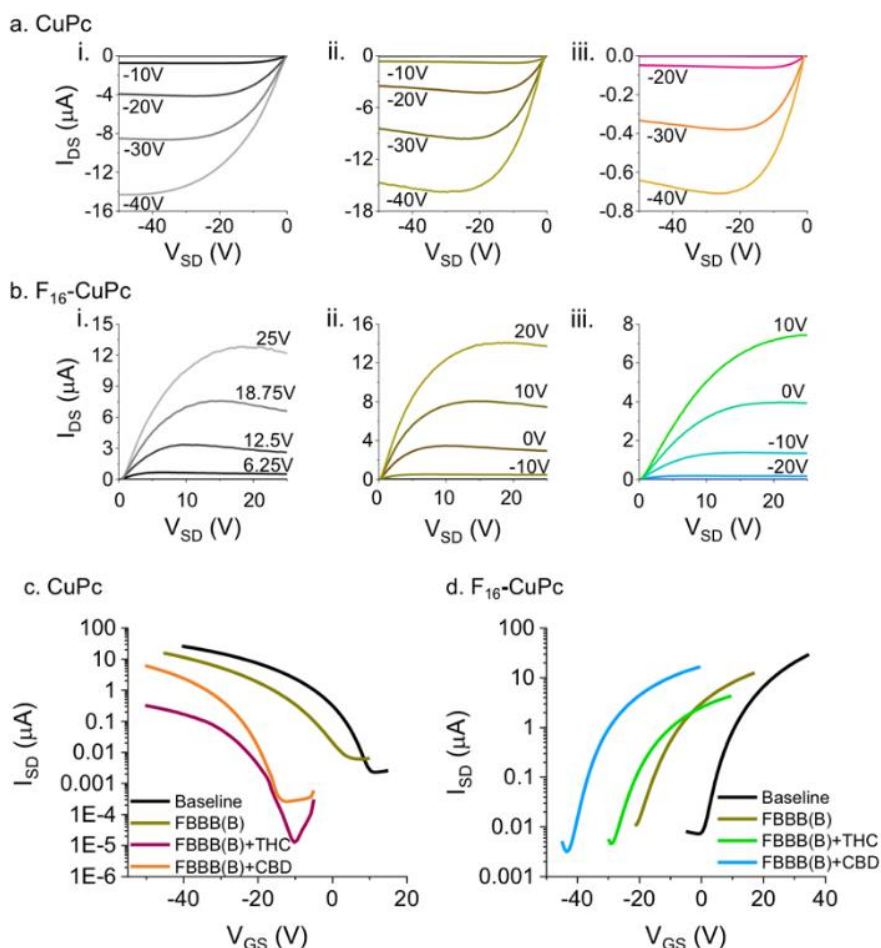 a. CuPc
i. ii. iii.
0 0 0.0
-4 -6 -0.2
-8 -12 -0.4
-12 -18 -0.6
-16 -0.8
-10V -10V -20V
-20V -20V -30V
-30V -30V -40V
-40V -40V
I_DS (μA)
-40 -20 0 -40 -20 0 -40 -20 0
V_SD (V) V_SD (V) V_SD (V)
b. F₁₆-CuPc
i. ii. iii.
15 16 8
12 12 6
9 8 4
6 4 2
3 0 0
0
25V 20V 10V
18.75V 10V 0V
12.5V 0V -10V
6.25V -10V -20V
I_DS (μA)
0 10 20 0 10 20 0 10 20
V_SD (V) V_SD (V) V_SD (V)
c. CuPc
100
10
1
0.1
0.01
0.001
1E-4
1E-5
1E-6
I_SD (μA)
Baseline
FBBB(B)
FBBB(B)+THC
FBBB(B)+CBD
-40 -20 0 20
V_GS (V)
d. F₁₆-CuPc
100
10
1
0.1
0.01
0.001
I_SD (μA)
Baseline
FBBB(B)
FBBB(B)+THC
FBBB(B)+CBD
-40 -20 0 20 40
V_GS (V)